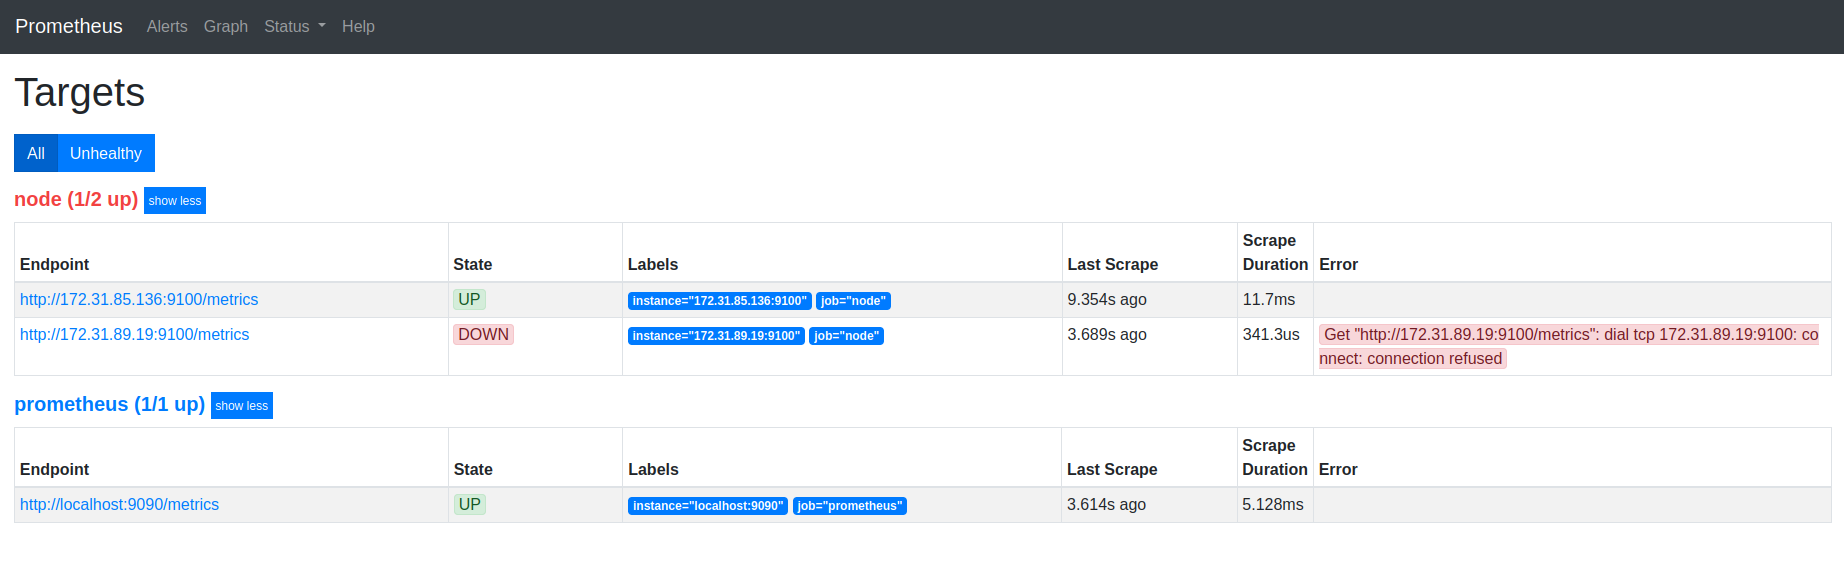 Prometheus Alerts Graph Status Help
Targets
All Unhealthy
node (1/2 up) show less
Endpoint State Labels Last Scrape Scrape Duration Error
http://172.31.85.136:9100/metrics UP instance="172.31.85.136:9100" job="node" 9.354s ago 11.7ms
http://172.31.89.19:9100/metrics DOWN instance="172.31.89.19:9100" job="node" 3.689s ago 341.3us Get "http://172.31.89.19:9100/metrics": dial tcp 172.31.89.19:9100: co
nnect: connection refused
prometheus (1/1 up) show less
Endpoint State Labels Last Scrape Scrape Duration Error
http://localhost:9090/metrics UP instance="localhost:9090" job="prometheus" 3.614s ago 5.128ms